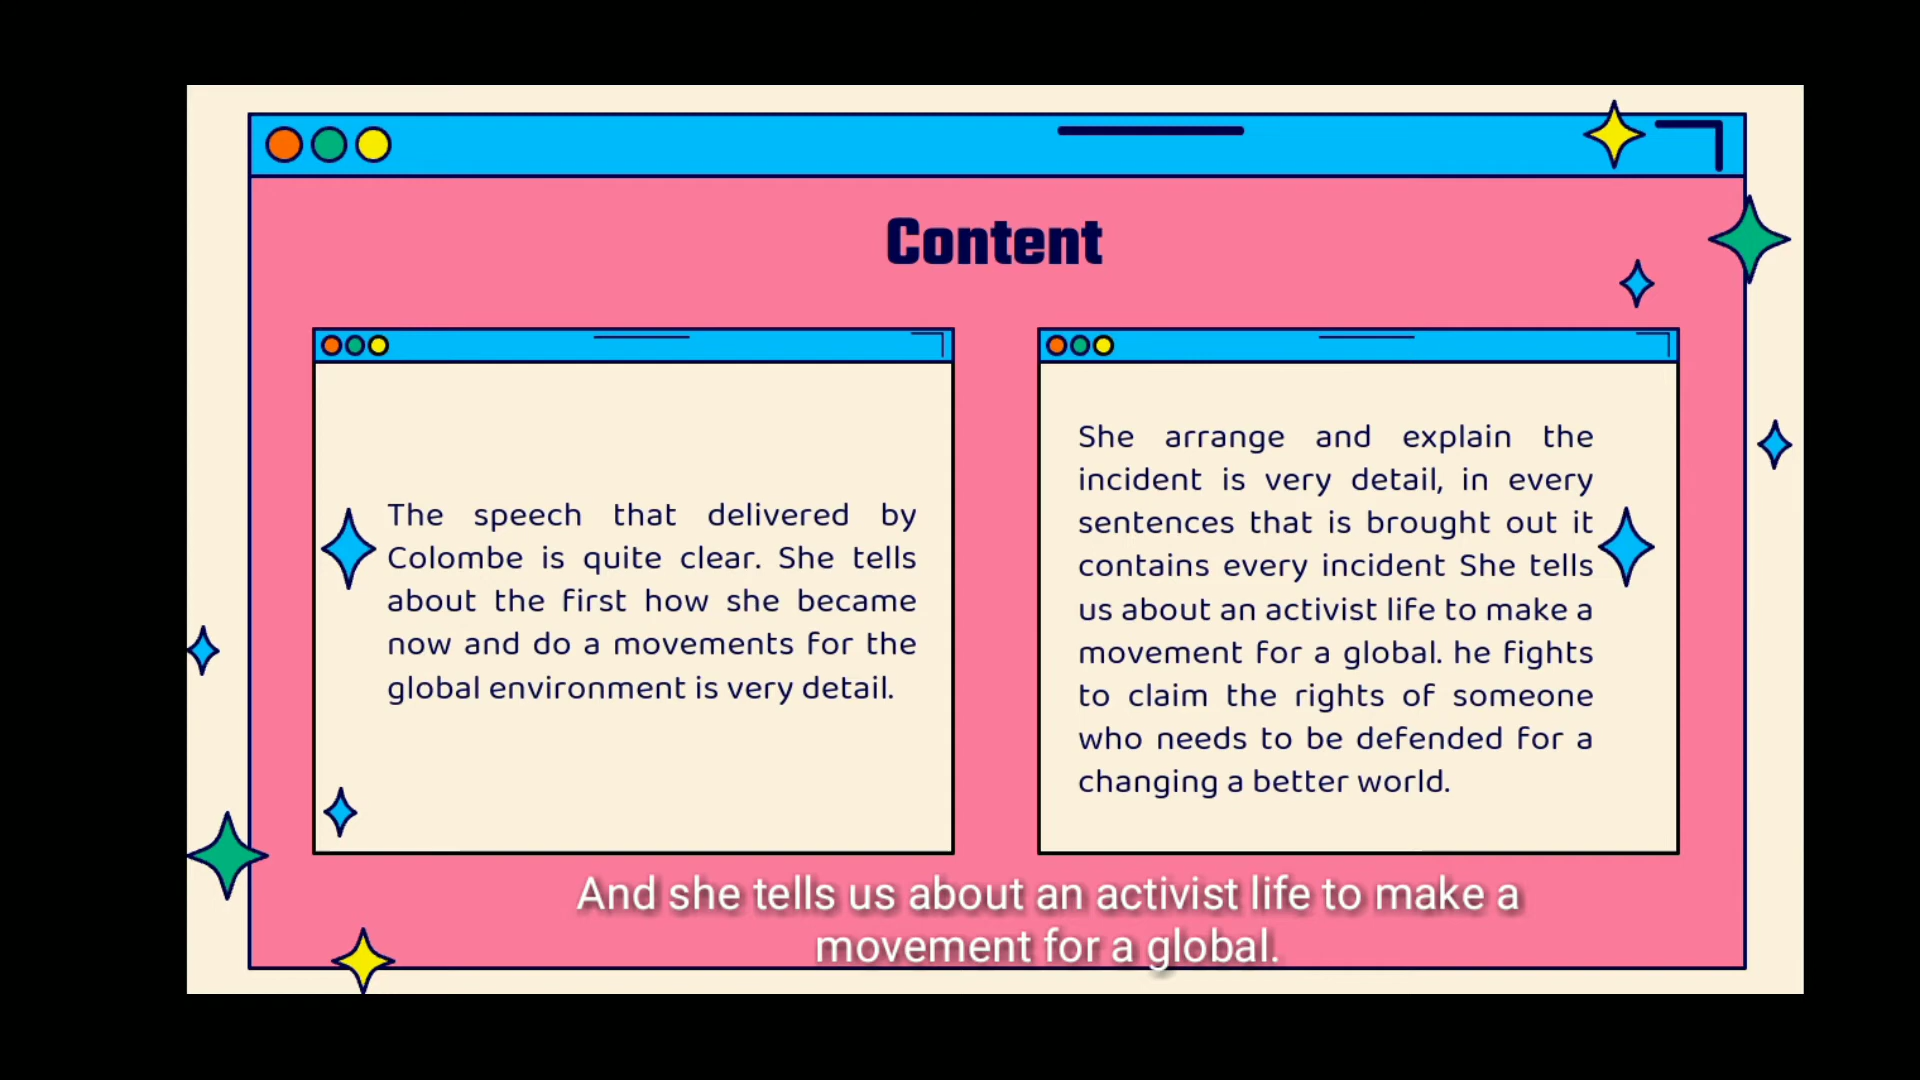 Content
The speech that delivered by
Colombe is quite clear. She tells
about the first how she became
now and do a movements for the
global environment is very detail.
She arrange and explain the
incident is very detail, in every
sentences that is brought out it
contains every incident She tells
us about an activist life to make a
movement for a global. he fights
to claim the rights of someone
who needs to be defended for a
changing a better world.
And she tells us about an activist life to make a
movement for a global.